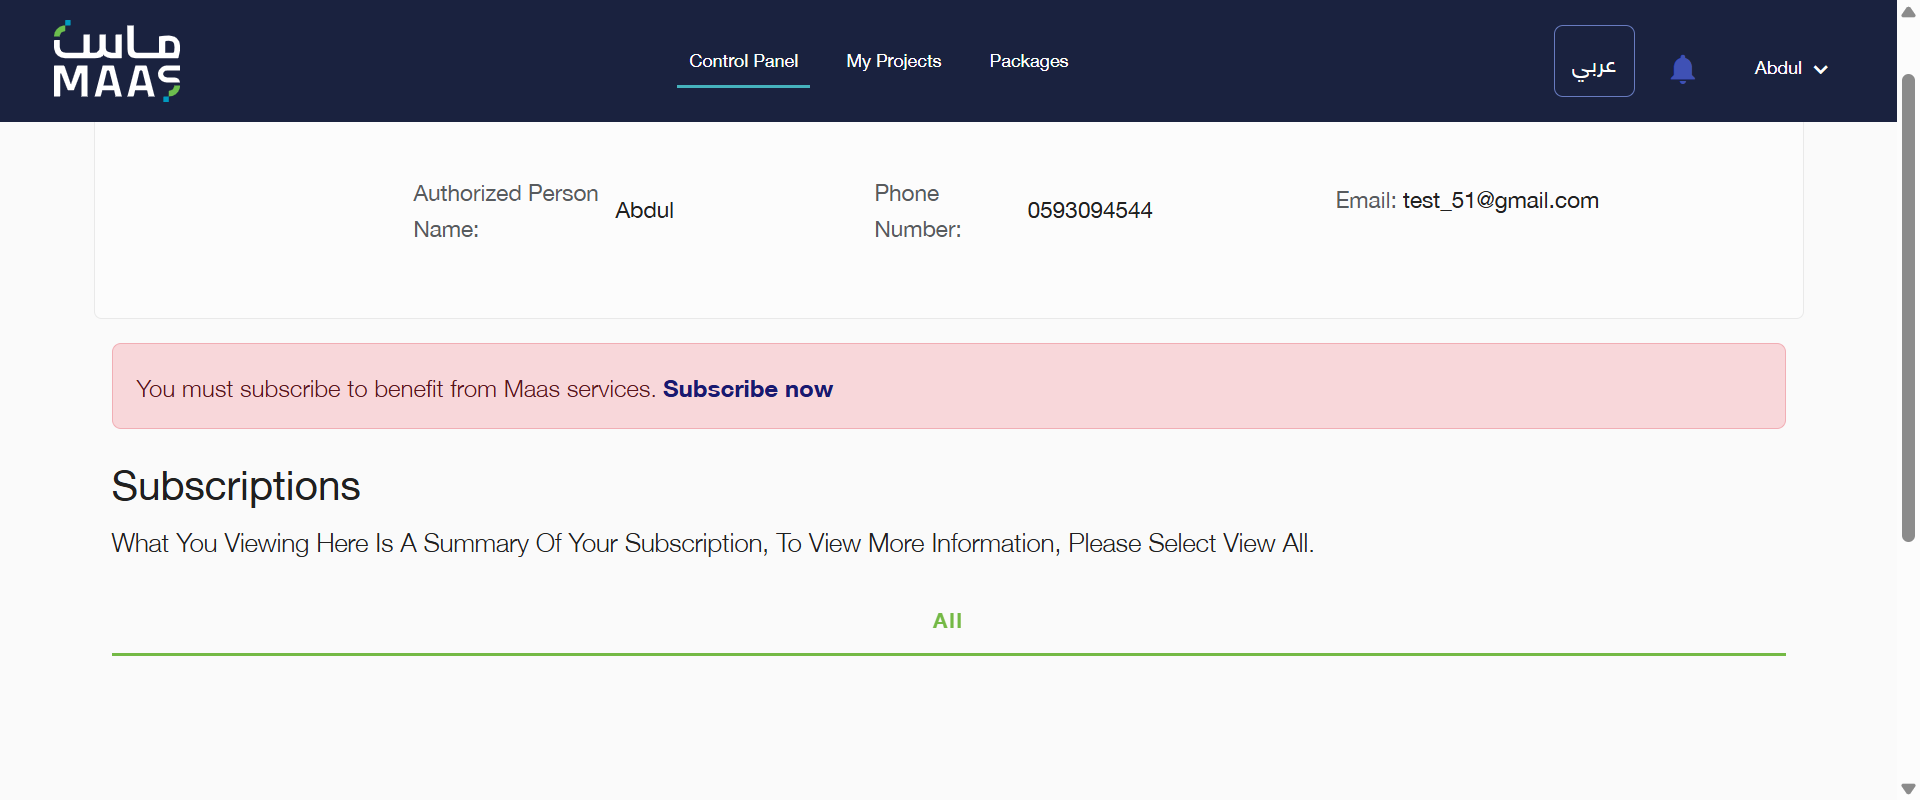 ماس
MAAS
Control Panel
My Projects
Packages
عربي
Abdul
Authorized Person
Name:
Abdul
Phone
Number:
0593094544
Email: test_51@gmail.com
You must subscribe to benefit from Maas services. Subscribe now
Subscriptions
What You Viewing Here Is A Summary Of Your Subscription, To View More Information, Please Select View All.
All